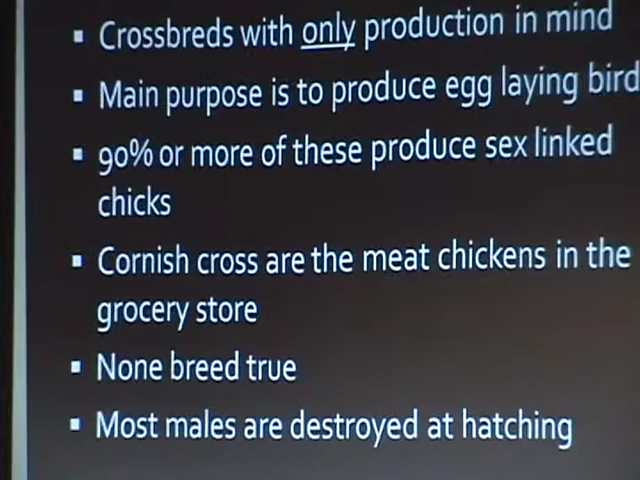 ▪ Crossbreds with only production in mind
▪ Main purpose is to produce egg laying bird
▪ 90% or more of these produce sex linked
chicks
▪ Cornish cross are the meat chickens in the
grocery store
▪ None breed true
▪ Most males are destroyed at hatching